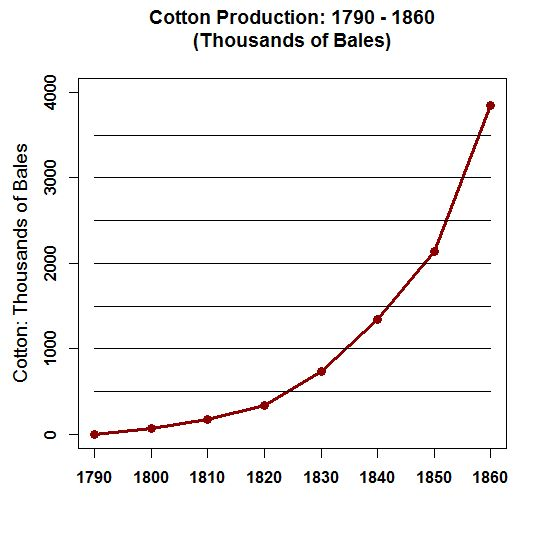 Cotton Production: 1790 - 1860
(Thousands of Bales)
Cotton: Thousands of Bales
4000
3000
2000
1000
0
1790 1800 1810 1820 1830 1840 1850 1860